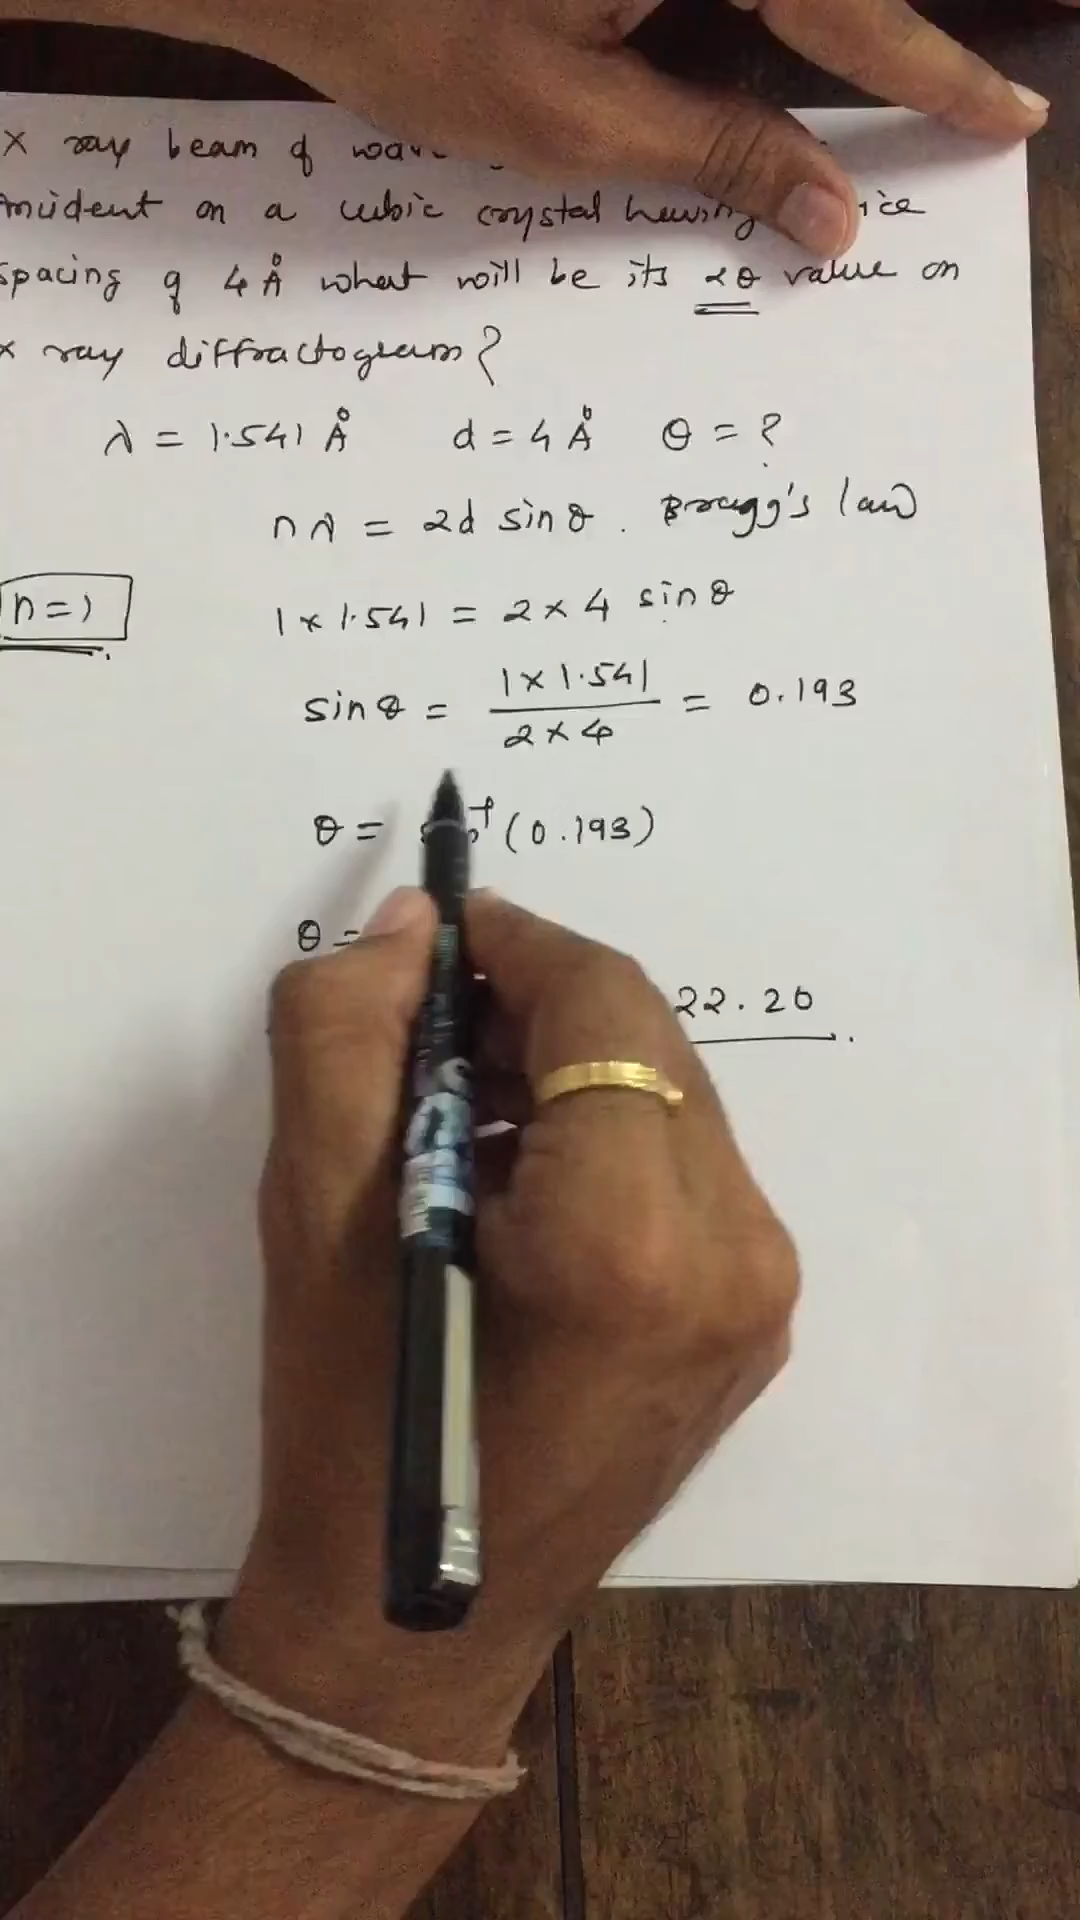 X ray beam of
incident on a cubic crystal having
spacing of 4 Å what will be its 2θ value on
x ray diffractogram?
λ = 1.541 Å d = 4 Å θ = ?
nλ = 2d sinθ. Bragg's law
n = 1
1 x 1.541 = 2 x 4 sinθ
sinθ = 1 x 1.541 / 2 x 4 = 0.193
θ = (0.193)
θ =
22.20.